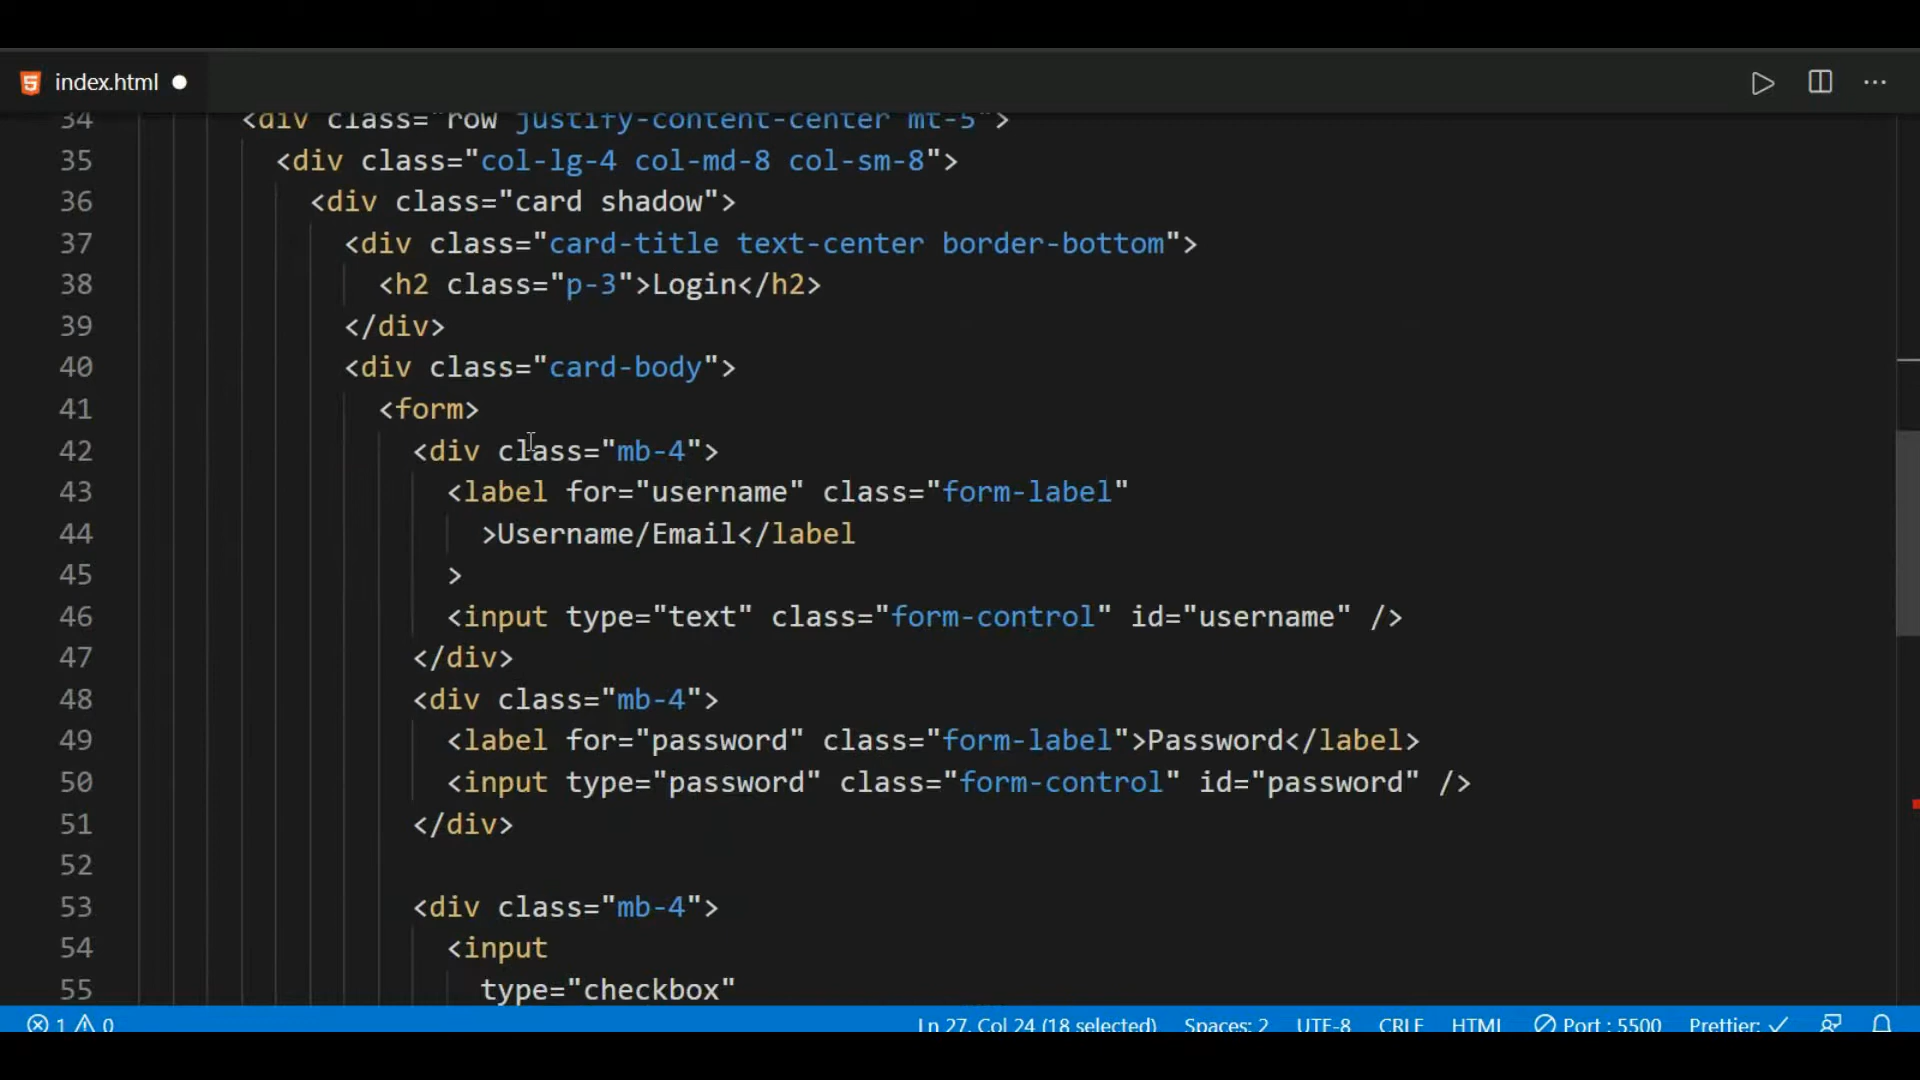 index.html
34 <div class="row justify-content-center mt-5">
35 <div class="col-lg-4 col-md-8 col-sm-8">
36 <div class="card shadow">
37 <div class="card-title text-center border-bottom">
38 <h2 class="p-3">Login</h2>
39 </div>
40 <div class="card-body">
41 <form>
42 <div class="mb-4">
43 <label for="username" class="form-label"
44 >Username/Email</label
45 >
46 <input type="text" class="form-control" id="username" />
47 </div>
48 <div class="mb-4">
49 <label for="password" class="form-label">Password</label>
50 <input type="password" class="form-control" id="password" />
51 </div>
52
53 <div class="mb-4">
54 <input
55 type="checkbox"
1 0 Ln 27, Col 24 (18 selected) Spaces: 2 UTF-8 CRLF HTML Port : 5500 Prettier: ✓